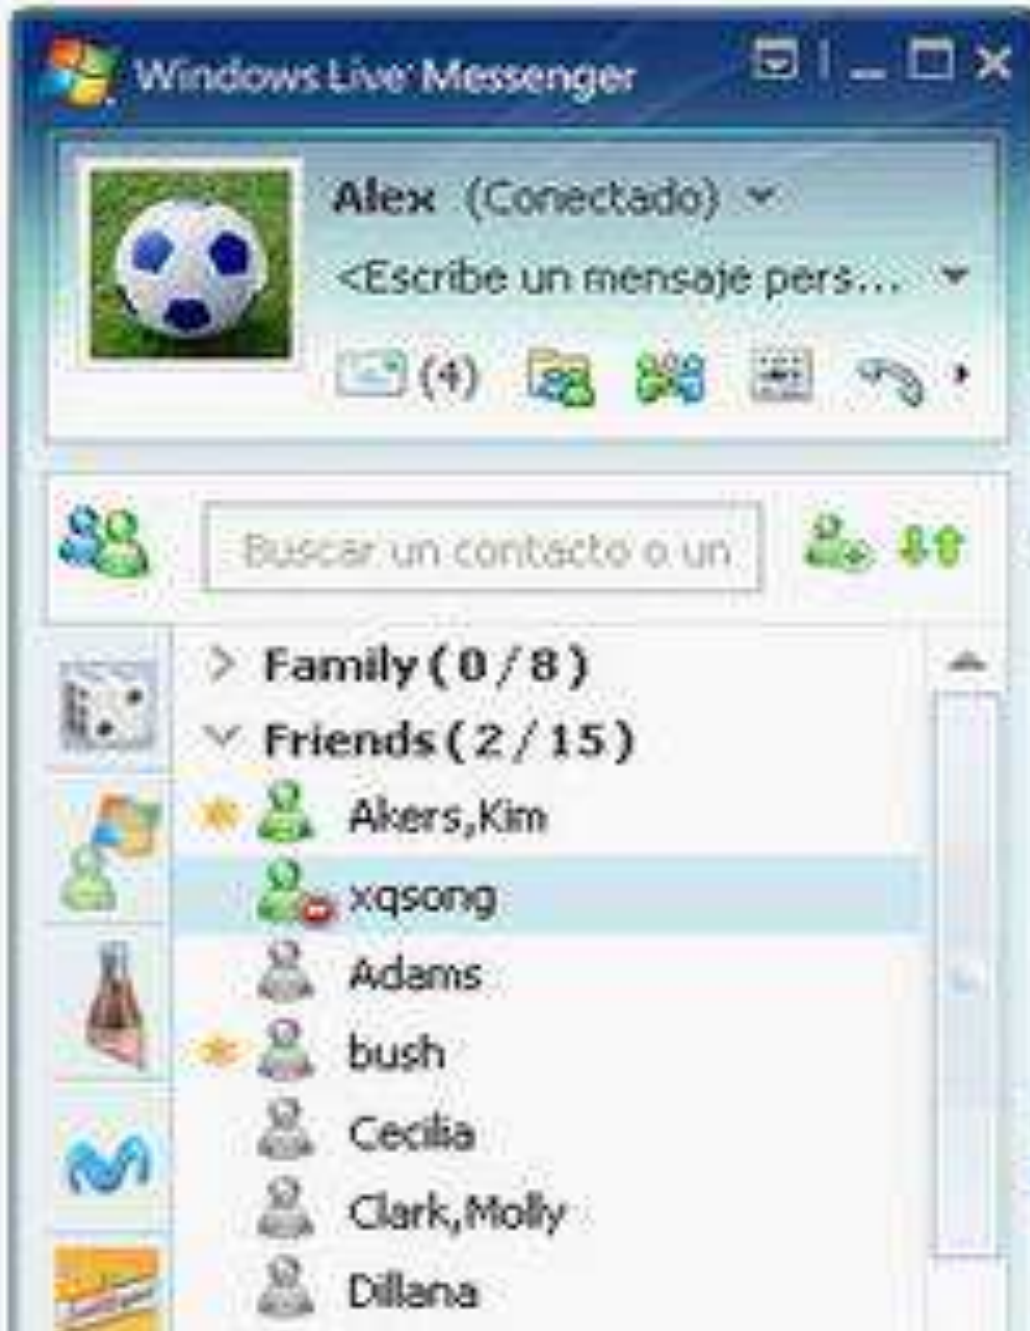 Windows Live Messenger
Alex (Conectado)
<Escribe un mensaje pers...
(4)
Buscar un contacto o un
Family ( 0 / 8 )
Friends ( 2 / 15 )
Akers,Kim
xqsong
Adams
bush
Cecilia
Clark,Molly
Dillana